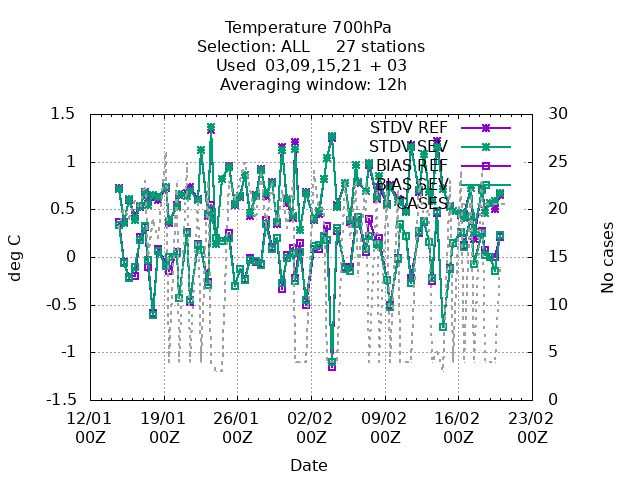 Temperature 700hPa
Selection: ALL 27 stations
Used 03,09,15,21 + 03
Averaging window: 12h
1.5
1
0.5
0
-0.5
-1
-1.5
deg C
30
25
20
15
10
5
0
No cases
STDV REF
STDV SEV
BIAS REF
BIAS SEV
CASES
12/01 19/01 26/01 02/02 09/02 16/02 23/02
00Z 00Z 00Z 00Z 00Z 00Z 00Z
Date